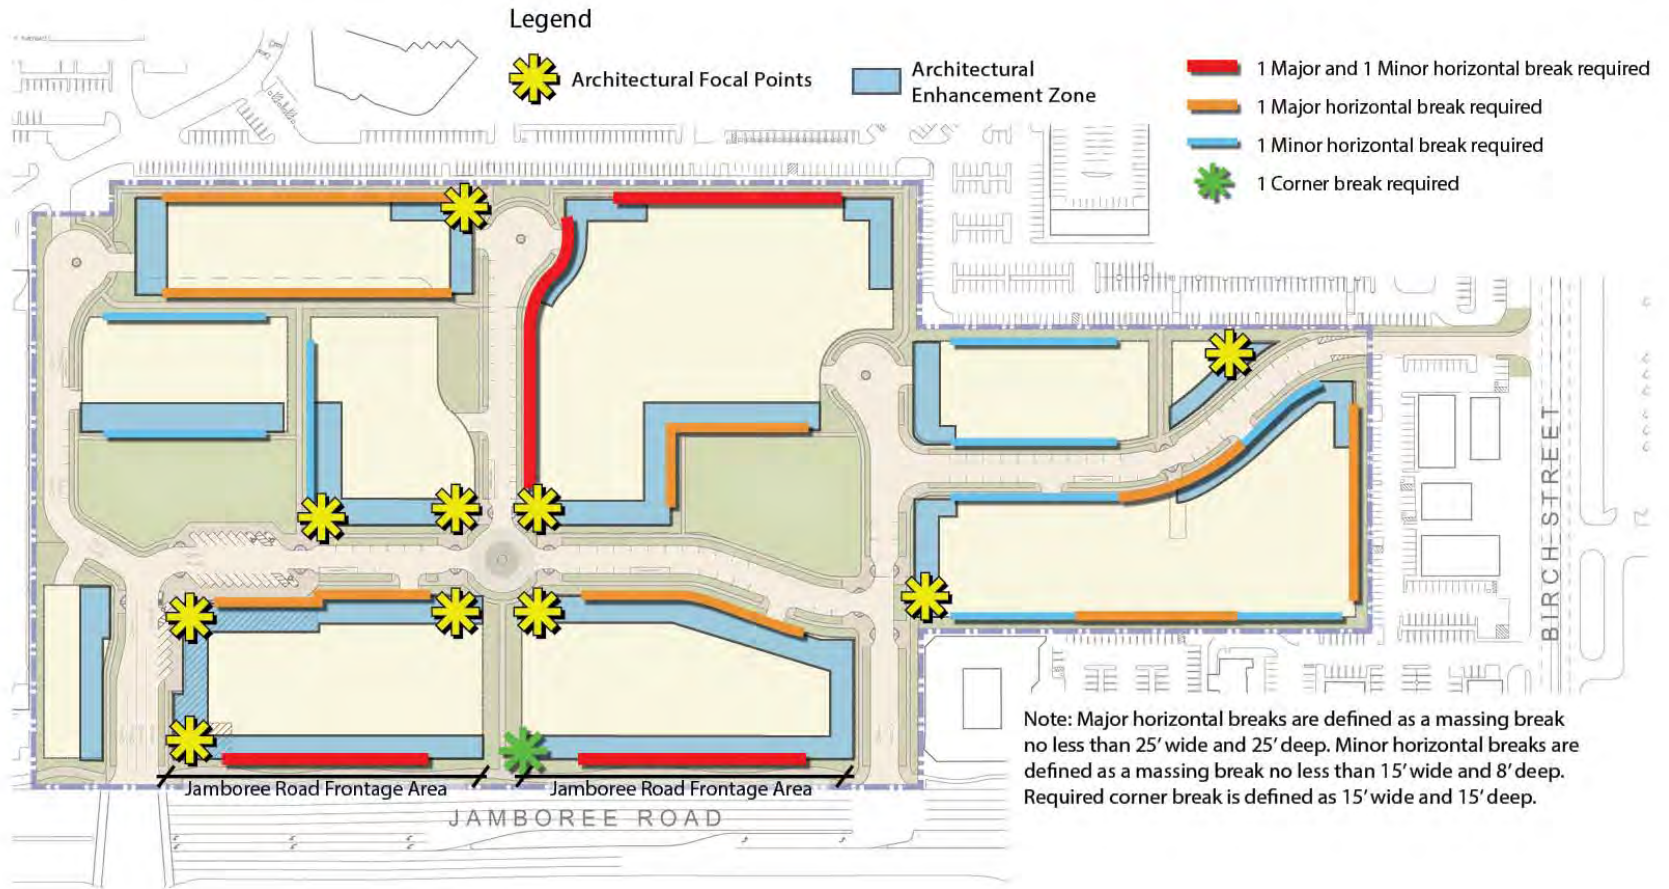 Legend
Architectural Focal Points
Architectural
Enhancement Zone
1 Major and 1 Minor horizontal break required
1 Major horizontal break required
1 Minor horizontal break required
1 Corner break required
BIRCH STREET
Note: Major horizontal breaks are defined as a massing break
no less than 25' wide and 25' deep. Minor horizontal breaks are
defined as a massing break no less than 15' wide and 8' deep.
Required corner break is defined as 15' wide and 15' deep.
Jamboree Road Frontage Area
Jamboree Road Frontage Area
JAMBOREE ROAD